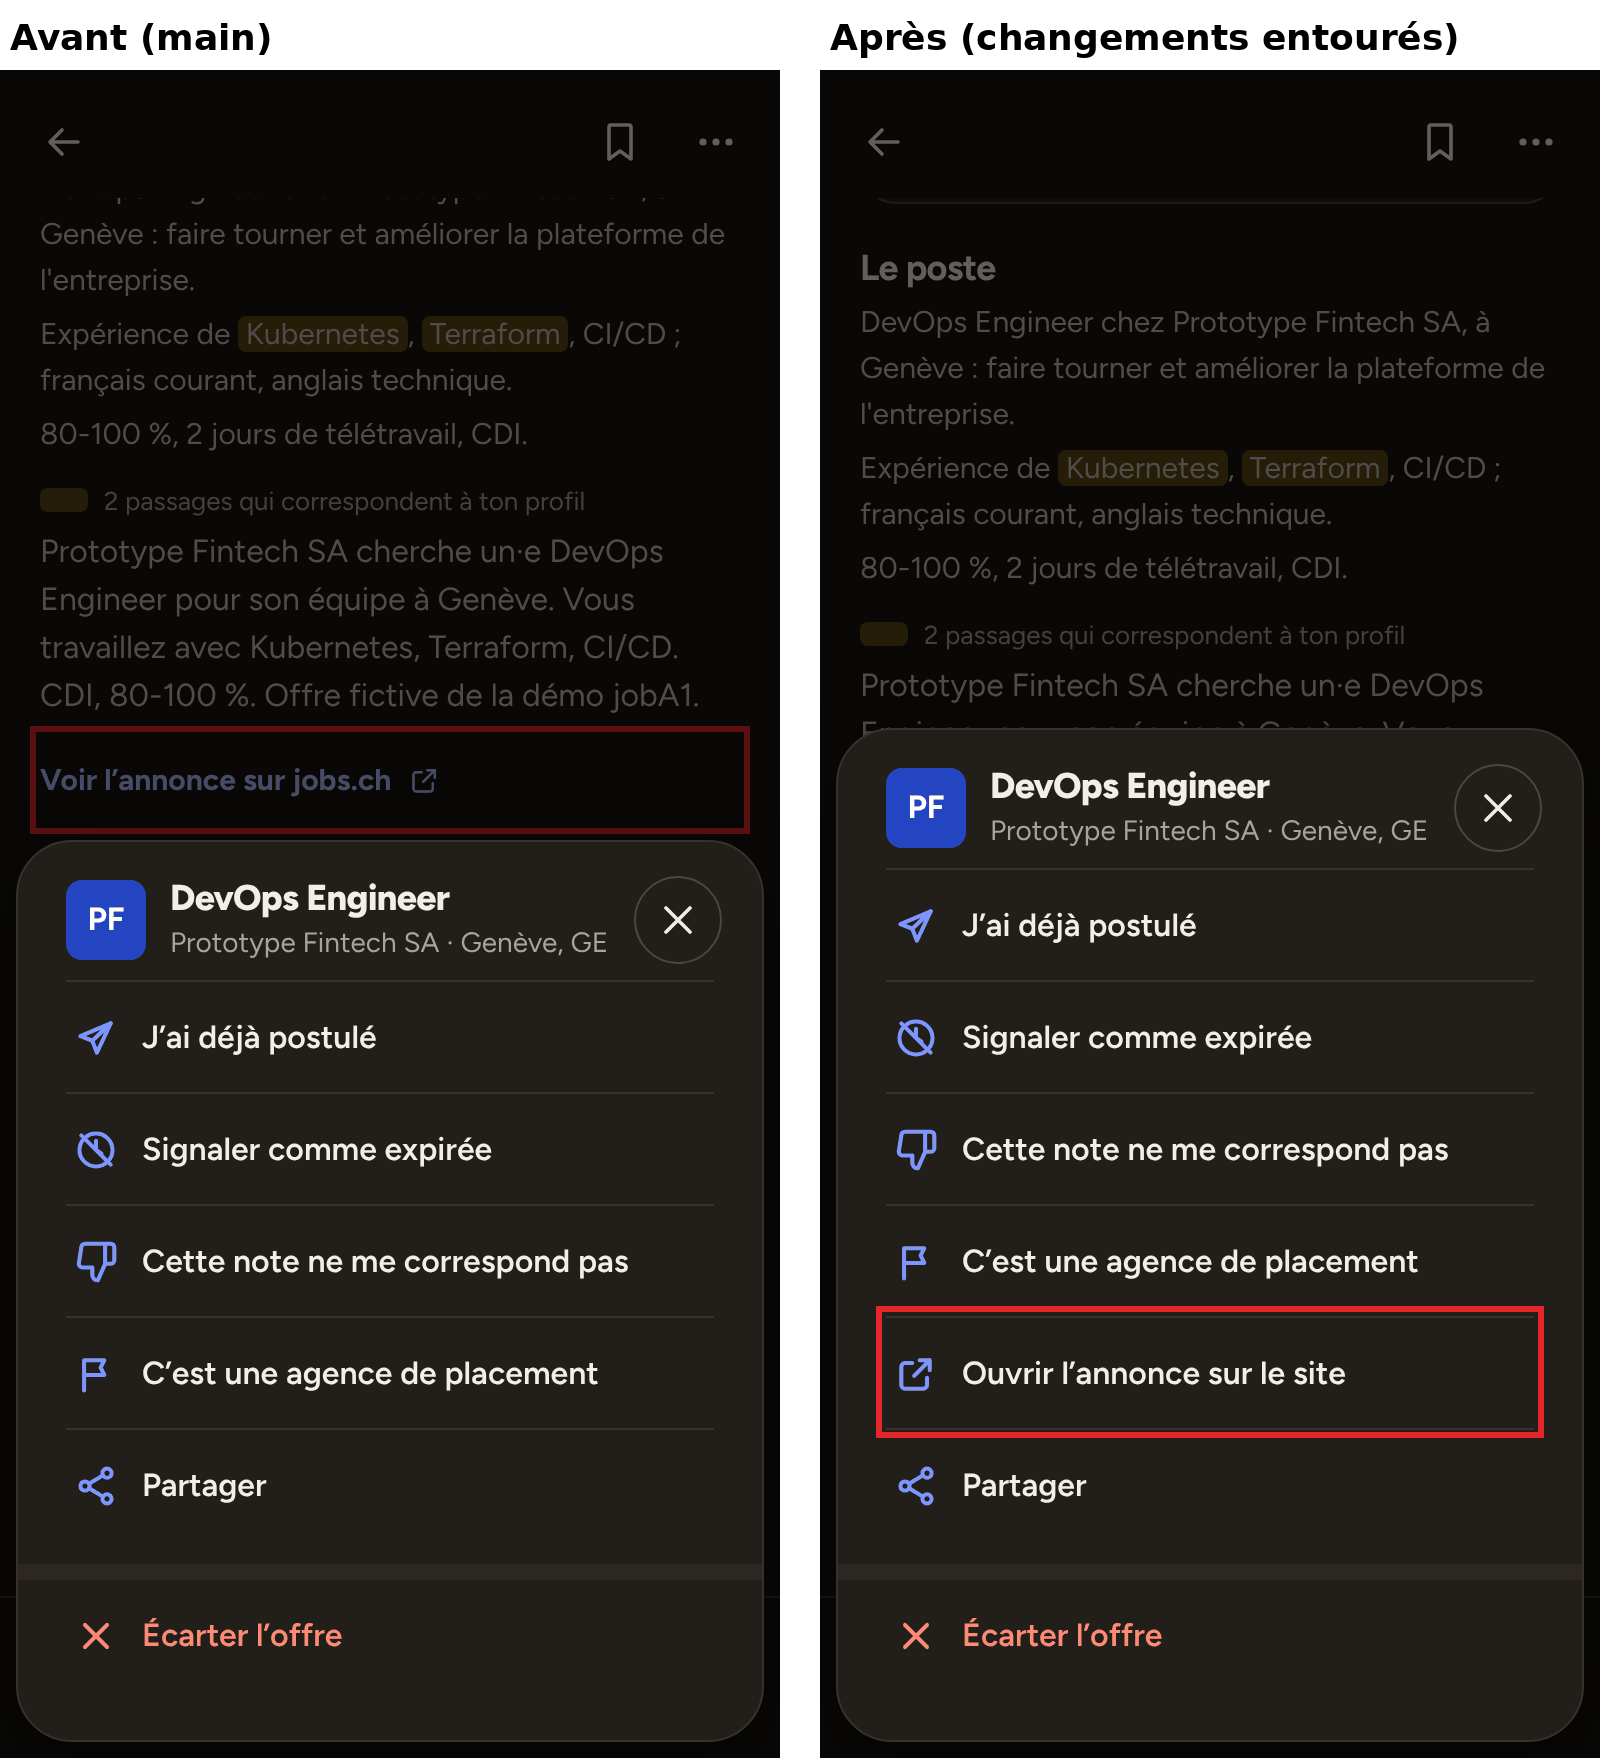 Avant (main)
Genève : faire tourner et améliorer la plateforme de
l'entreprise.
Expérience de Kubernetes, Terraform, CI/CD ;
français courant, anglais technique.
80-100 %, 2 jours de télétravail, CDI.
2 passages qui correspondent à ton profil
Prototype Fintech SA cherche un·e DevOps
Engineer pour son équipe à Genève. Vous
travaillez avec Kubernetes, Terraform, CI/CD.
CDI, 80-100 %. Offre fictive de la démo jobA1.
Voir l’annonce sur jobs.ch
PF
DevOps Engineer
Prototype Fintech SA · Genève, GE
J’ai déjà postulé
Signaler comme expirée
Cette note ne me correspond pas
C’est une agence de placement
Partager
Écarter l’offre
Après (changements entourés)
Le poste
DevOps Engineer chez Prototype Fintech SA, à
Genève : faire tourner et améliorer la plateforme de
l'entreprise.
Expérience de Kubernetes, Terraform, CI/CD ;
français courant, anglais technique.
80-100 %, 2 jours de télétravail, CDI.
2 passages qui correspondent à ton profil
Prototype Fintech SA cherche un·e DevOps
PF
DevOps Engineer
Prototype Fintech SA · Genève, GE
J’ai déjà postulé
Signaler comme expirée
Cette note ne me correspond pas
C’est une agence de placement
Ouvrir l’annonce sur le site
Partager
Écarter l’offre